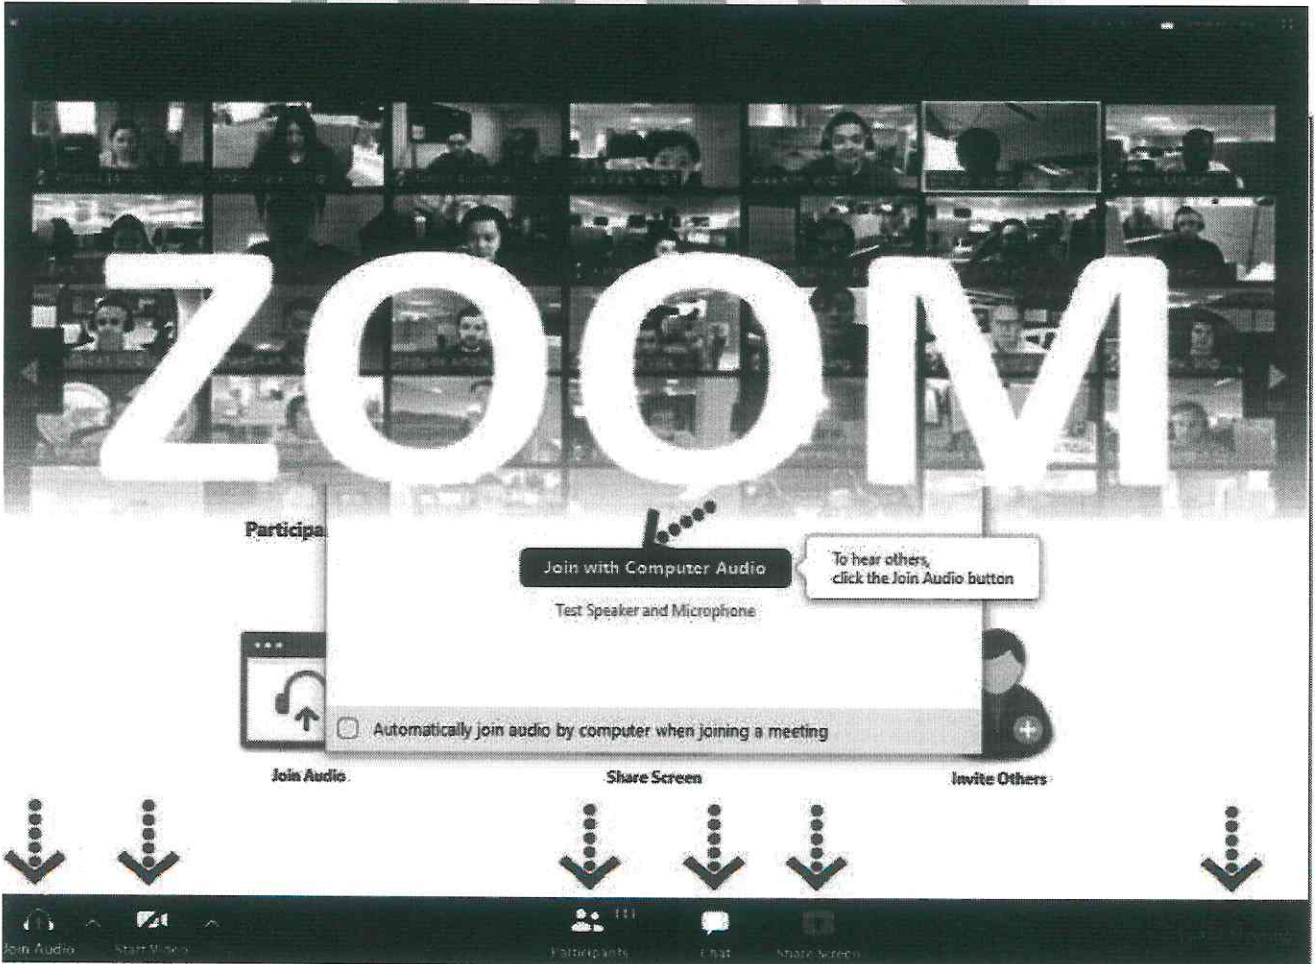 ZOOM
Participa
Join with Computer Audio
To hear others,
click the Join Audio button
Test Speaker and Microphone
Automatically join audio by computer when joining a meeting
Join Audio
Share Screen
Invite Others
Join Audio
Start Video
Participants
Chat
Share Screen